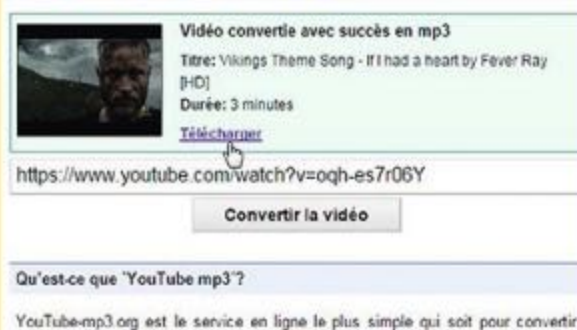 Vidéo convertie avec succès en mp3
Titre: Vikings Theme Song - If I had a heart by Fever Ray
[HD]
Durée: 3 minutes
Télécharger
https://www.youtube.com/watch?v=oqh-es7r06Y
Convertir la vidéo
Qu'est-ce que "YouTube mp3"?
YouTube-mp3.org est le service en ligne le plus simple qui soit pour convertir